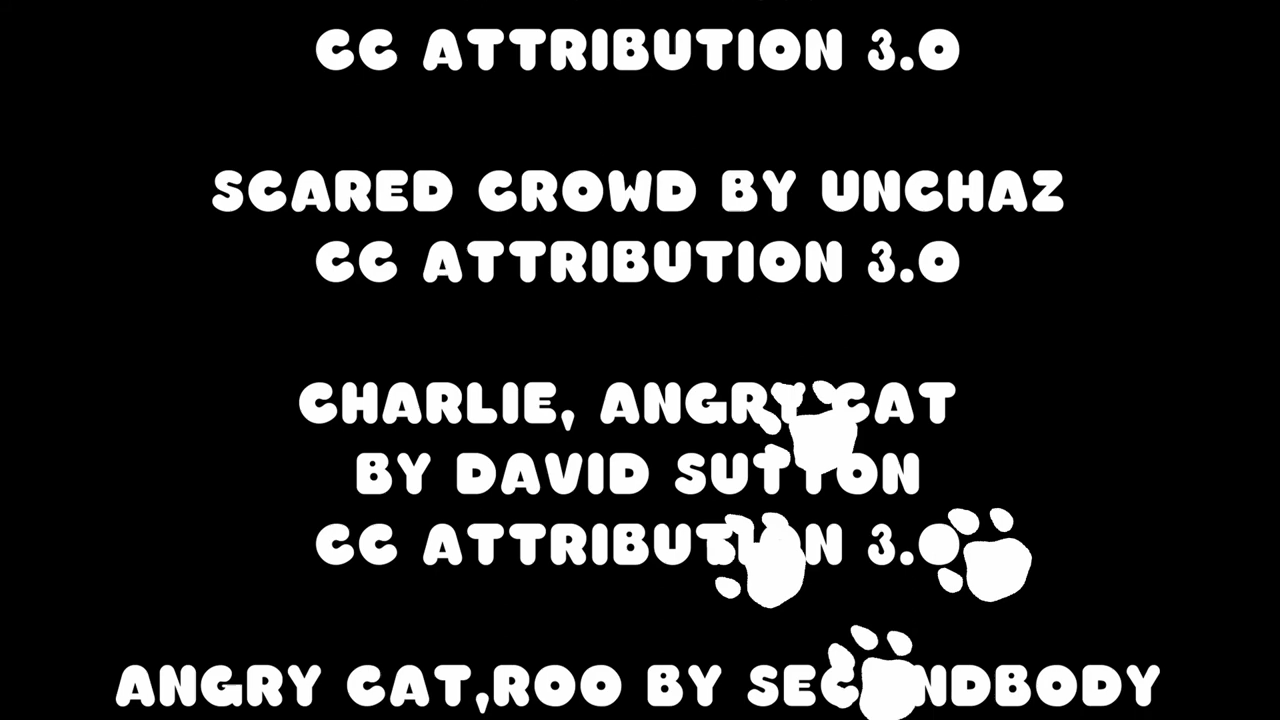 CC ATTRIBUTION 3.0
SCARED CROWD BY UNCHAZ
CC ATTRIBUTION 3.0
CHARLIE, ANGRY CAT
BY DAVID SUTTON
CC ATTRIBUTION 3.0
ANGRY CAT,ROO BY SECONDBODY